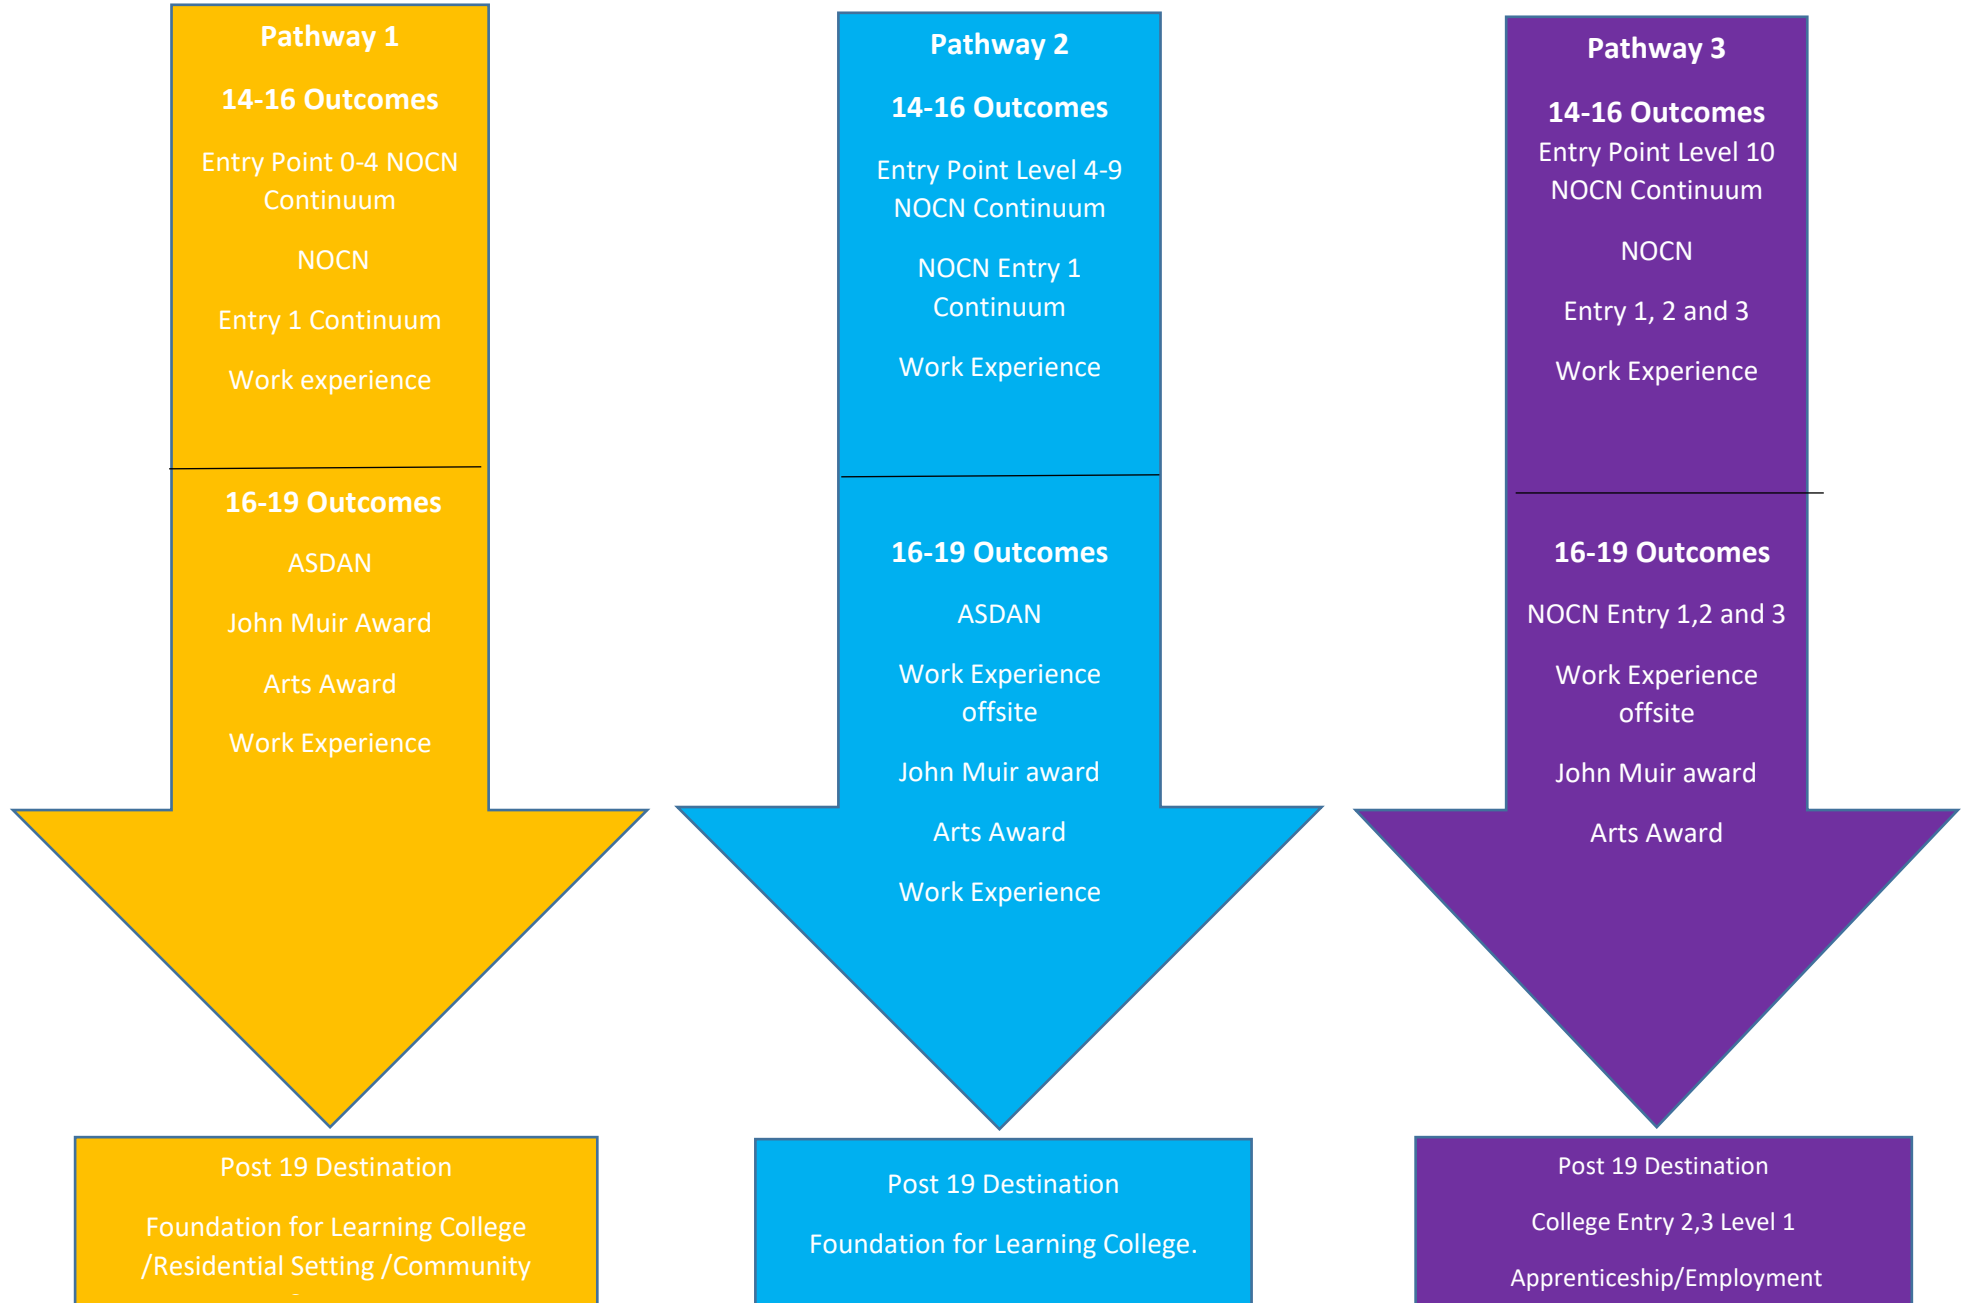 Pathway 1
14-16 Outcomes
Entry Point 0-4 NOCN
Continuum
NOCN
Entry 1 Continuum
Work experience
16-19 Outcomes
ASDAN
John Muir Award
Arts Award
Work Experience
Post 19 Destination
Foundation for Learning College
/Residential Setting /Community
Pathway 2
14-16 Outcomes
Entry Point Level 4-9
NOCN Continuum
NOCN Entry 1
Continuum
Work Experience
16-19 Outcomes
ASDAN
Work Experience
offsite
John Muir award
Arts Award
Work Experience
Post 19 Destination
Foundation for Learning College.
Pathway 3
14-16 Outcomes
Entry Point Level 10
NOCN Continuum
NOCN
Entry 1, 2 and 3
Work Experience
16-19 Outcomes
NOCN Entry 1,2 and 3
Work Experience
offsite
John Muir award
Arts Award
Post 19 Destination
College Entry 2,3 Level 1
Apprenticeship/Employment